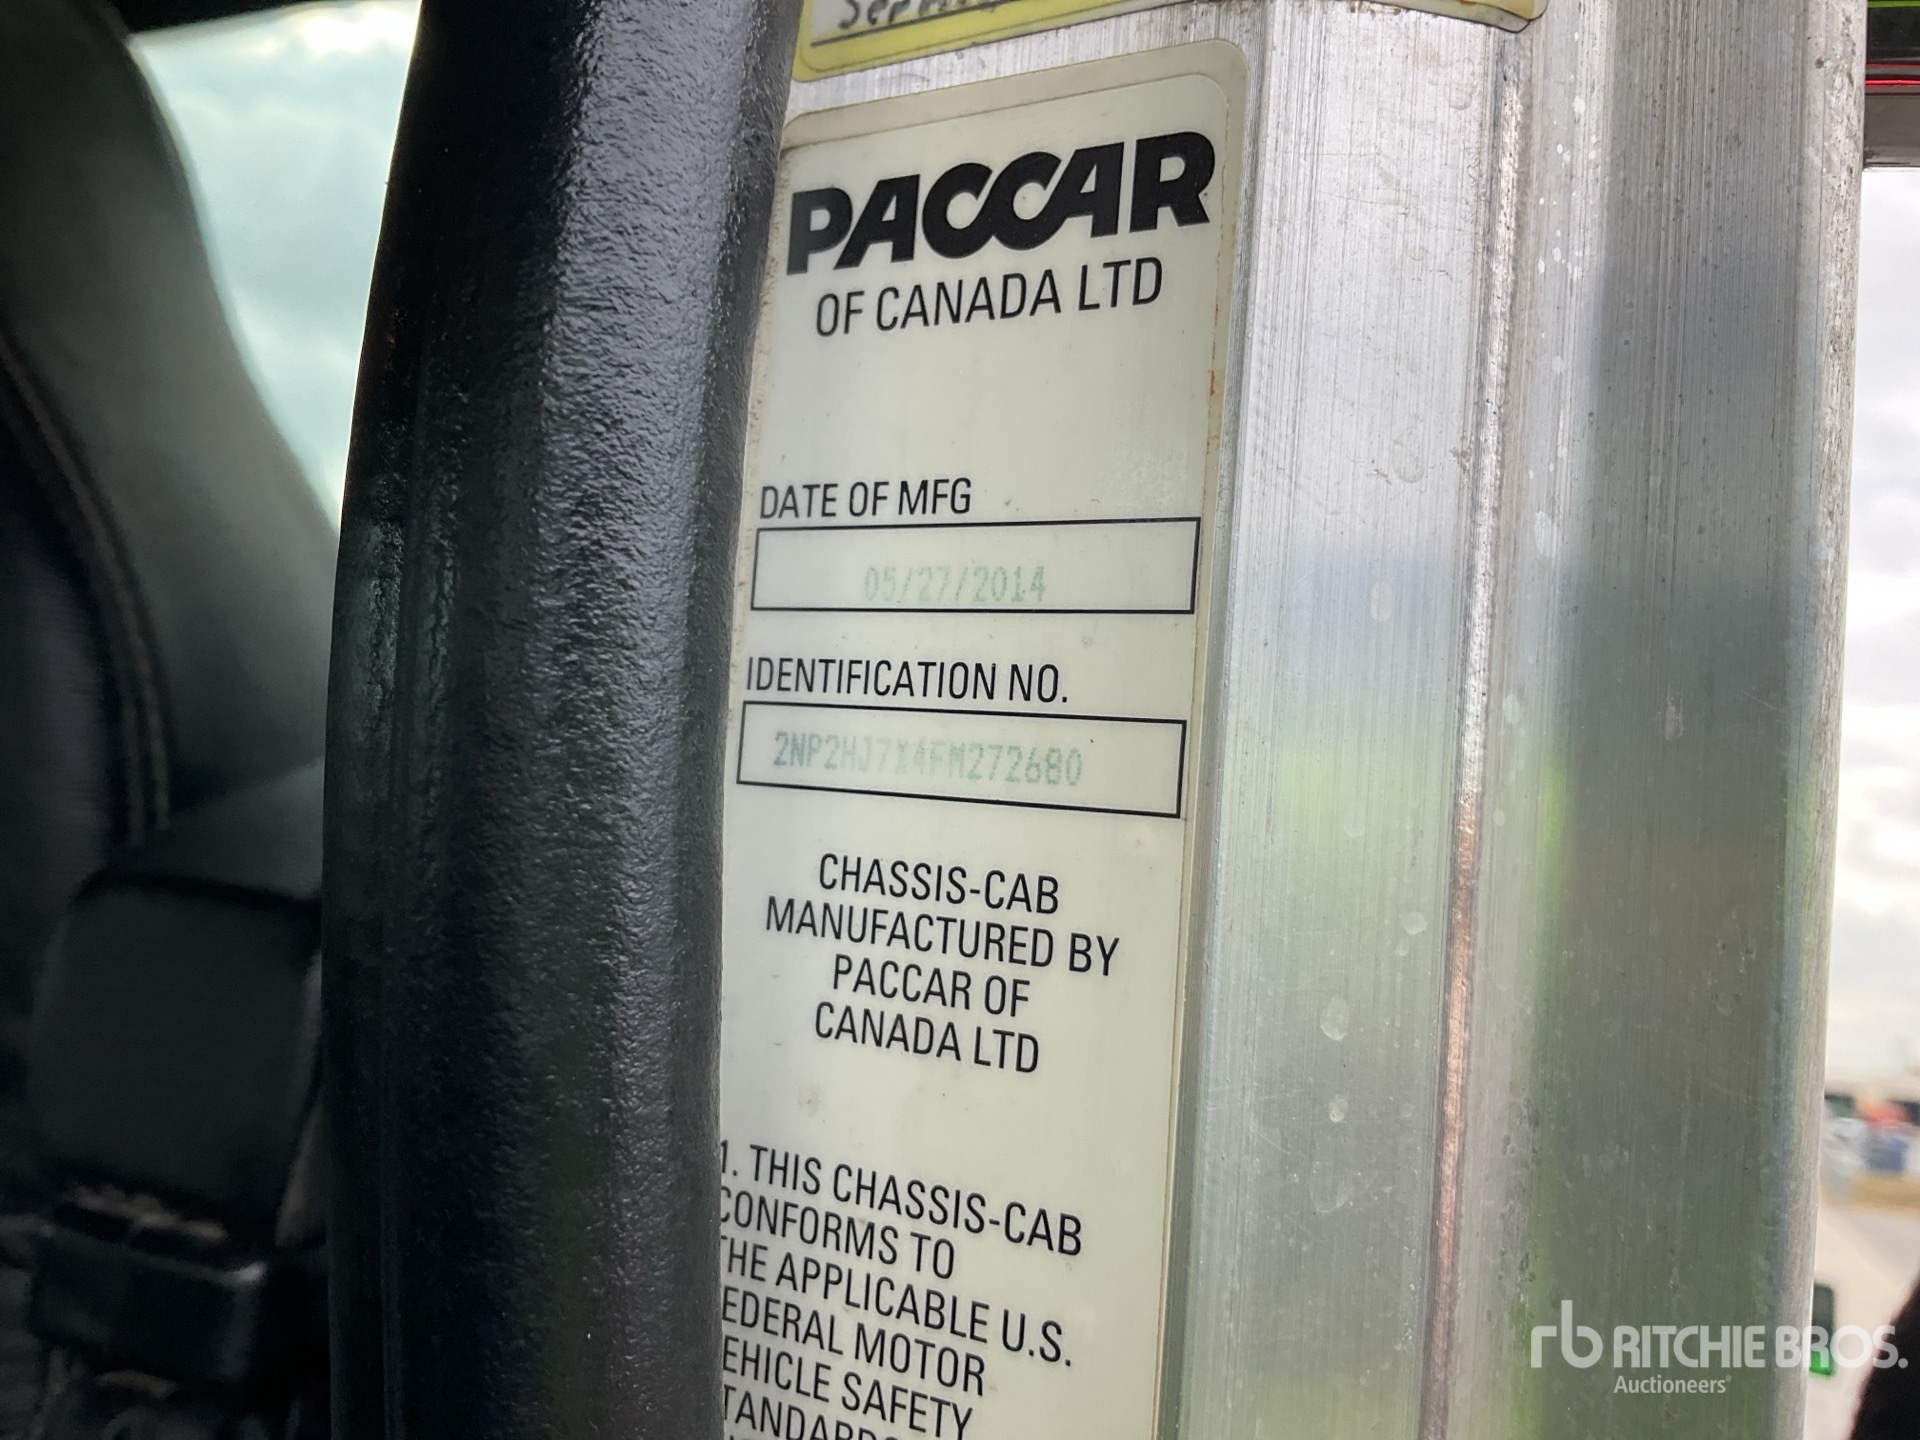 PACCAR
OF CANADA LTD
DATE OF MFG
05/27/2014
IDENTIFICATION NO.
2NP2HJ7X4FM272680
CHASSIS-CAB
MANUFACTURED BY
PACCAR OF
CANADA LTD
1. THIS CHASSIS-CAB
CONFORMS TO
THE APPLICABLE U.S.
EDERAL MOTOR
EHICLE SAFETY
rb RITCHIE BROS.
Auctioneers